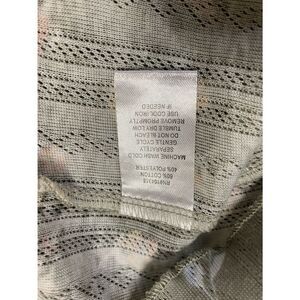 60% COTTON
40% POLYESTER
MACHINE WASH COLD
SEPARATELY
GENTLE CYCLE
DO NOT BLEACH
TUMBLE DRY LOW
REMOVE PROMPTLY
USE COOL IRON
IF NEEDED